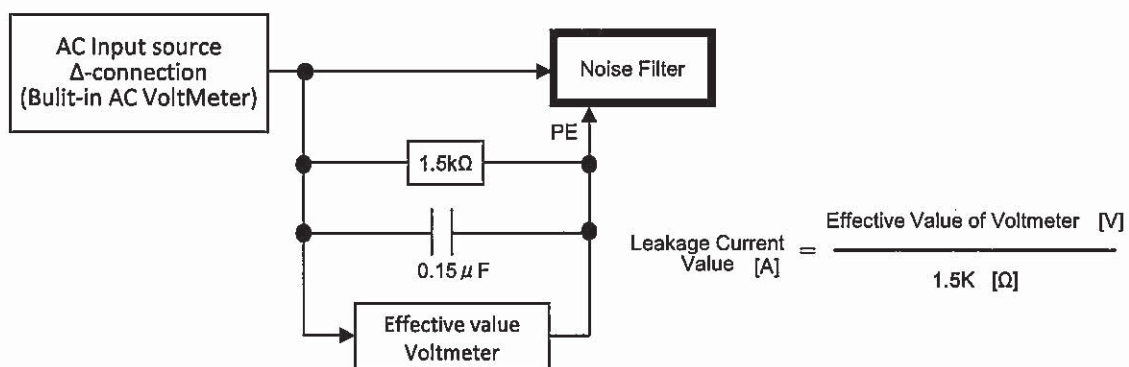 AC Input source
Δ-connection
(Bulit-in AC VoltMeter)
Noise Filter
PE
1.5kΩ
0.15μF
Effective value
Voltmeter
Leakage Current
Value [A]
=
Effective Value of Voltmeter [V]
1.5K [Ω]